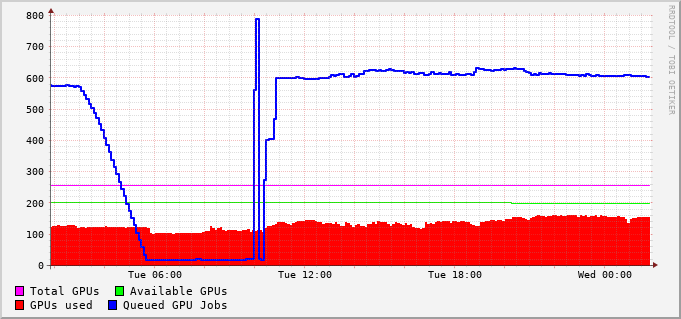 800
700
600
500
400
300
200
100
0
Tue 06:00 Tue 12:00 Tue 18:00 Wed 00:00
Total GPUs Available GPUs
GPUs used Queued GPU Jobs
RRDTOOL / TOBI OETIKER